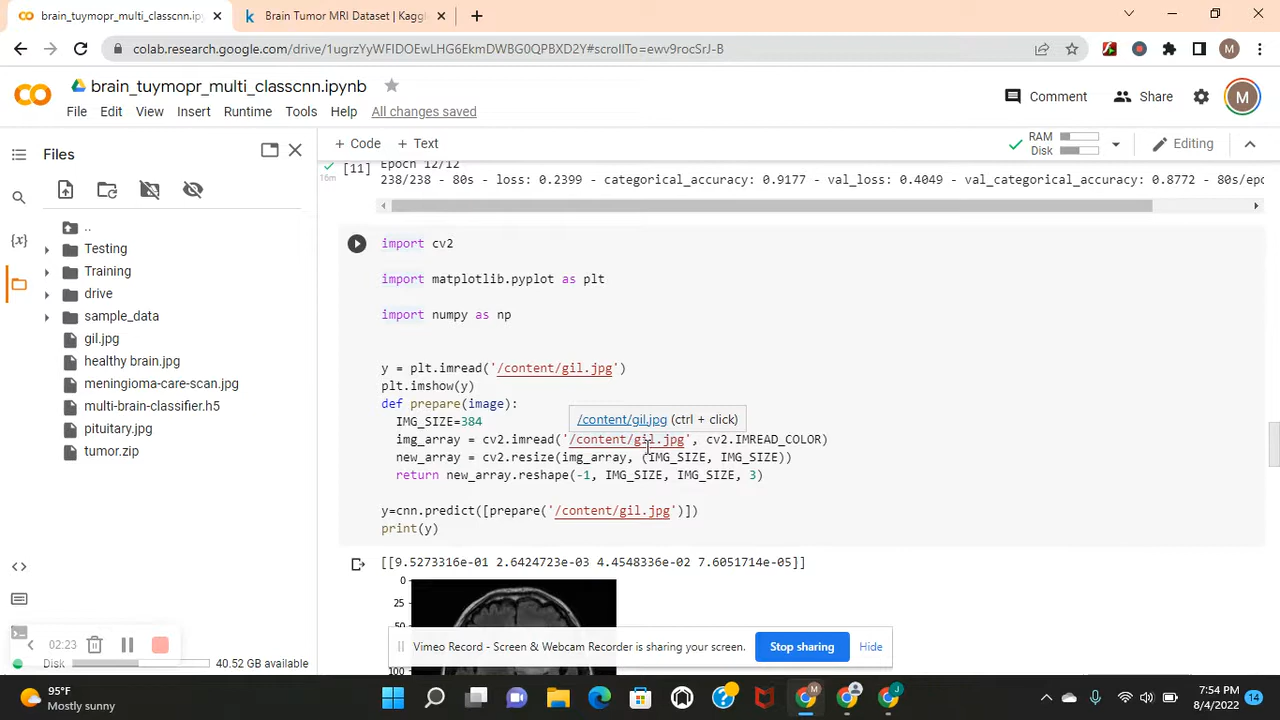 brain_tuymopr_multi_classcnn.ipy
Brain Tumor MRI Dataset | Kaggl
colab.research.google.com/drive/1ugrzYyWFIDOEwLHG6EkmDWBG0QPBXD2Y#scrollTo=ewv9rocSrJ-B
M
brain_tuymopr_multi_classcnn.ipynb
File Edit View Insert Runtime Tools Help All changes saved
Comment Share M
Files
+ Code + Text
RAM
Disk
Editing
..
Testing
Training
drive
sample_data
gil.jpg
healthy brain.jpg
meningioma-care-scan.jpg
multi-brain-classifier.h5
pituitary.jpg
tumor.zip
Disk 40.52 GB available
02:23
[11] Epoch 12/12
16m
238/238 - 80s - loss: 0.2399 - categorical_accuracy: 0.9177 - val_loss: 0.4049 - val_categorical_accuracy: 0.8772 - 80s/epo
import cv2
import matplotlib.pyplot as plt
import numpy as np
y = plt.imread('/content/gil.jpg')
plt.imshow(y)
def prepare(image):
/content/gil.jpg (ctrl + click)
IMG_SIZE=384
img_array = cv2.imread('/content/gil.jpg', cv2.IMREAD_COLOR)
new_array = cv2.resize(img_array, (IMG_SIZE, IMG_SIZE))
return new_array.reshape(-1, IMG_SIZE, IMG_SIZE, 3)
y=cnn.predict([prepare('/content/gil.jpg')])
print(y)
[[9.5273316e-01 2.6424723e-03 4.4548336e-02 7.6051714e-05]]
0
25
100
Vimeo Record - Screen & Webcam Recorder is sharing your screen. Stop sharing Hide
95°F
Mostly sunny
7:54 PM
8/4/2022
14